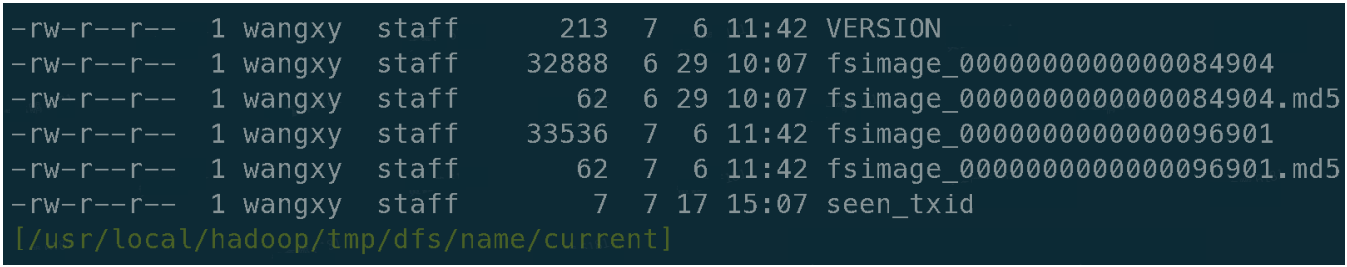 -rw-r--r--  1 wangxy  staff    213  7  6 11:42 VERSION
-rw-r--r--  1 wangxy  staff  32888  6 29 10:07 fsimage_0000000000000084904
-rw-r--r--  1 wangxy  staff     62  6 29 10:07 fsimage_0000000000000084904.md5
-rw-r--r--  1 wangxy  staff  33536  7  6 11:42 fsimage_0000000000000096901
-rw-r--r--  1 wangxy  staff     62  7  6 11:42 fsimage_0000000000000096901.md5
-rw-r--r--  1 wangxy  staff      7  7 17 15:07 seen_txid
[/usr/local/hadoop/tmp/dfs/name/current]